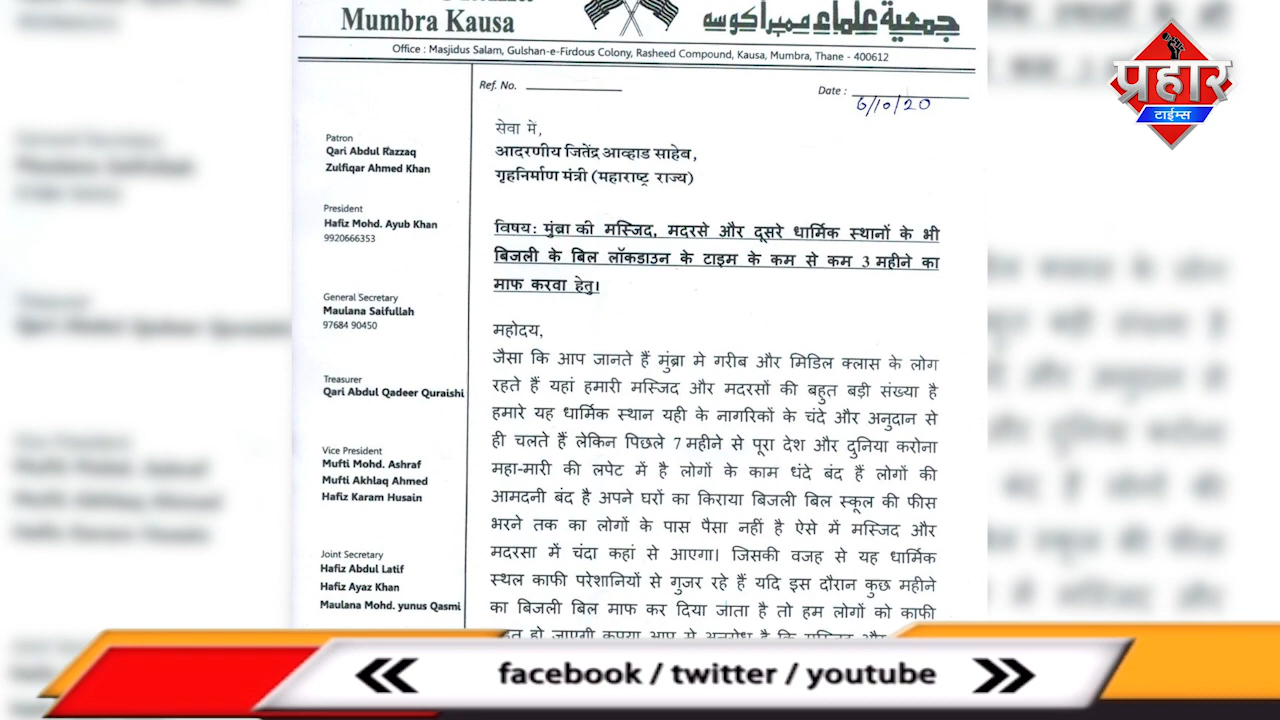 Mumbra Kausa
جمعية علماء ممبرا کوسه
Office : Masjidus Salam, Gulshan-e-Firdous Colony, Rasheed Compound, Kausa, Mumbra, Thane - 400612
प्रहार
टाईम्स
Ref. No.
Date :
6/10/20
Patron
Qari Abdul Razzaq
Zulfiqar Ahmed Khan
President
Hafiz Mohd. Ayub Khan
9920666353
General Secretary
Maulana Saifullah
97684 90450
Treasurer
Qari Abdul Qadeer Quraishi
Vice President
Mufti Mohd. Ashraf
Mufti Akhlaq Ahmed
Hafiz Karam Husain
Joint Secretary
Hafiz Abdul Latif
Hafiz Ayaz Khan
Maulana Mohd. yunus Qasmi
सेवा में,
आदरणीय जितेंद्र आव्हाड साहेब,
गृहनिर्माण मंत्री (महाराष्ट्र राज्य)
विषय: मुंब्रा की मस्जिद, मदरसे और दूसरे धार्मिक स्थानों के भी
बिजली के बिल लॉकडाउन के टाइम के कम से कम 3 महीने का
माफ करवा हेतु।
महोदय,
जैसा कि आप जानते हैं मुंब्रा मे गरीब और मिडिल क्लास के लोग
रहते हैं यहां हमारी मस्जिद और मदरसों की बहुत बड़ी संख्या है
हमारे यह धार्मिक स्थान यही के नागरिकों के चंदे और अनुदान से
ही चलते हैं लेकिन पिछले 7 महीने से पूरा देश और दुनिया करोना
महा-मारी की लपेट में है लोगों के काम धंदे बंद हैं लोगों की
आमदनी बंद है अपने घरों का किराया बिजली बिल स्कूल की फीस
भरने तक का लोगों के पास पैसा नहीं है ऐसे में मस्जिद और
मदरसा में चंदा कहां से आएगा। जिसकी वजह से यह धार्मिक
स्थल काफी परेशानियों से गुजर रहे हैं यदि इस दौरान कुछ महीने
का बिजली बिल माफ कर दिया जाता है तो हम लोगों को काफी
facebook / twitter / youtube